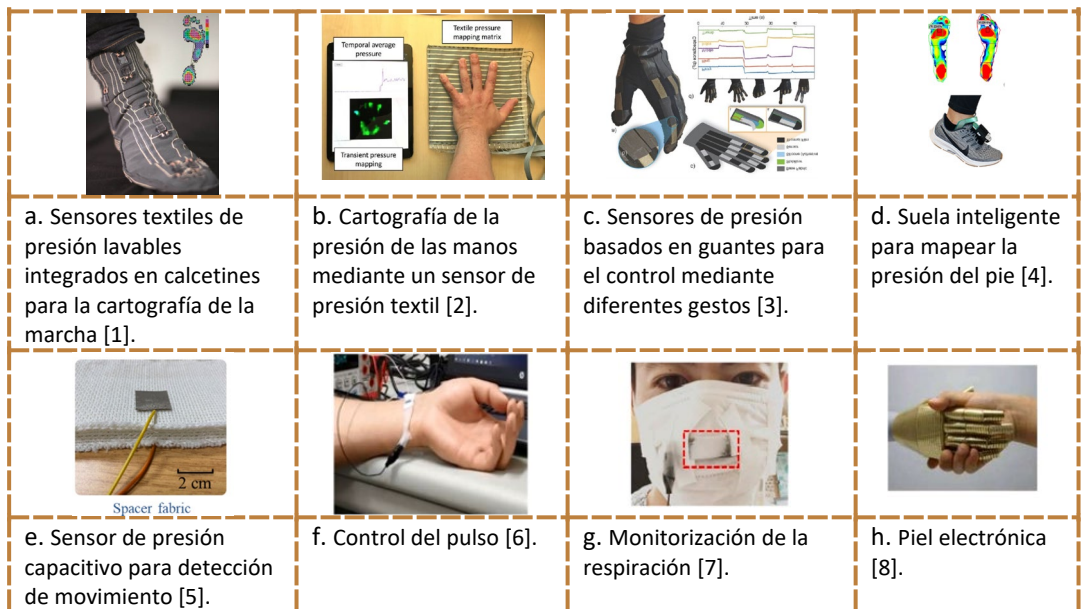 Temporal average
pressure
Transient pressure
mapping
Textile pressure
mapping matrix
a. Sensores textiles de
presión lavables
integrados en calcetines
para la cartografía de la
marcha [1].
b. Cartografía de la
presión de las manos
mediante un sensor de
presión textil [2].
c. Sensores de presión
basados en guantes para
el control mediante
diferentes gestos [3].
d. Suela inteligente
para mapear la
presión del pie [4].
2 cm
Spacer fabric
e. Sensor de presión
capacitivo para detección
de movimiento [5].
f. Control del pulso [6].
g. Monitorización de la
respiración [7].
h. Piel electrónica
[8].